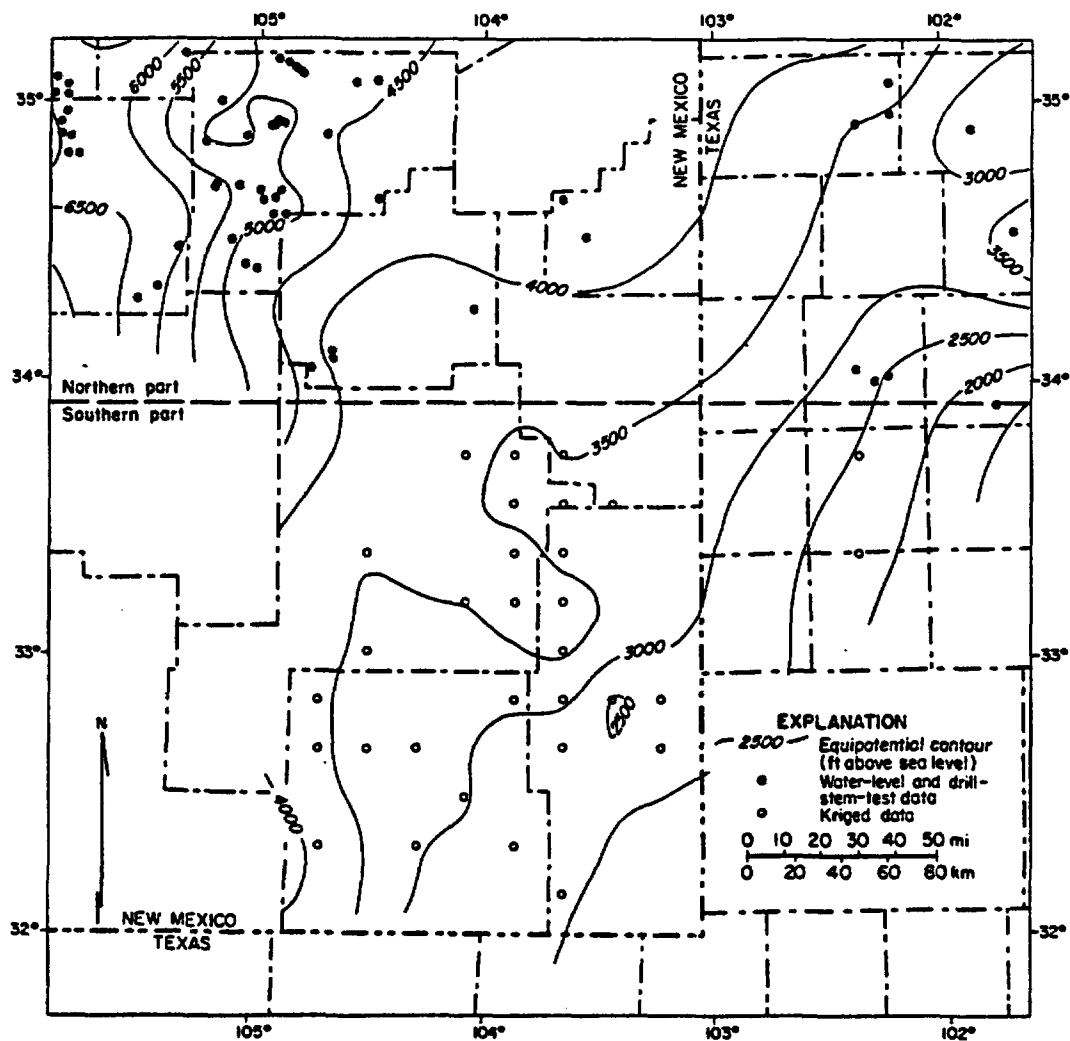 105° 104° 103° 102°
6000
5500
4500
35° 35°
NEW MEXICO
TEXAS
3000
6500
5000
3500
4000
2500
34° 34°
Northern part
Southern part
2000
3500
33° 33°
3000
2500
EXPLANATION
2500 Equipotential contour
(ft above sea level)
Water-level and drill-
stem-test data
Kriged data
0 10 20 30 40 50 mi
0 20 40 60 80 km
N
4000
NEW MEXICO
TEXAS
32° 32°
105° 104° 103° 102°